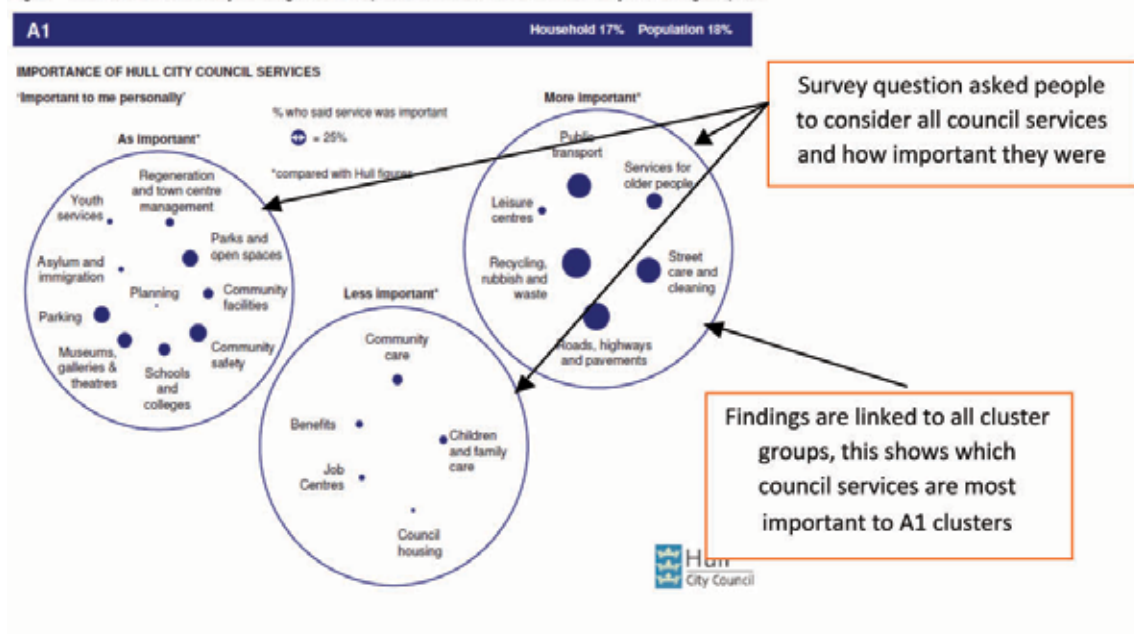 A1
Household 17% Population 18%
IMPORTANCE OF HULL CITY COUNCIL SERVICES
'Important to me personally'
% who said service was important
= 25%
*compared with Hull figures
As important*
Regeneration
and town centre
management
Youth
services
Parks and
open spaces
Asylum and
immigration
Planning
Community
facilities
Parking
Museums,
galleries &
theatres
Schools
and
colleges
Community
safety
Less important*
Community
care
Benefits
Children
and family
care
Job
Centres
Council
housing
More important*
Public
transport
Services for
older people
Leisure
centres
Recycling,
rubbish and
waste
Street
care and
cleaning
Roads, highways
and pavements
Survey question asked people
to consider all council services
and how important they were
Findings are linked to all cluster
groups, this shows which
council services are most
important to A1 clusters
Hull
City Council